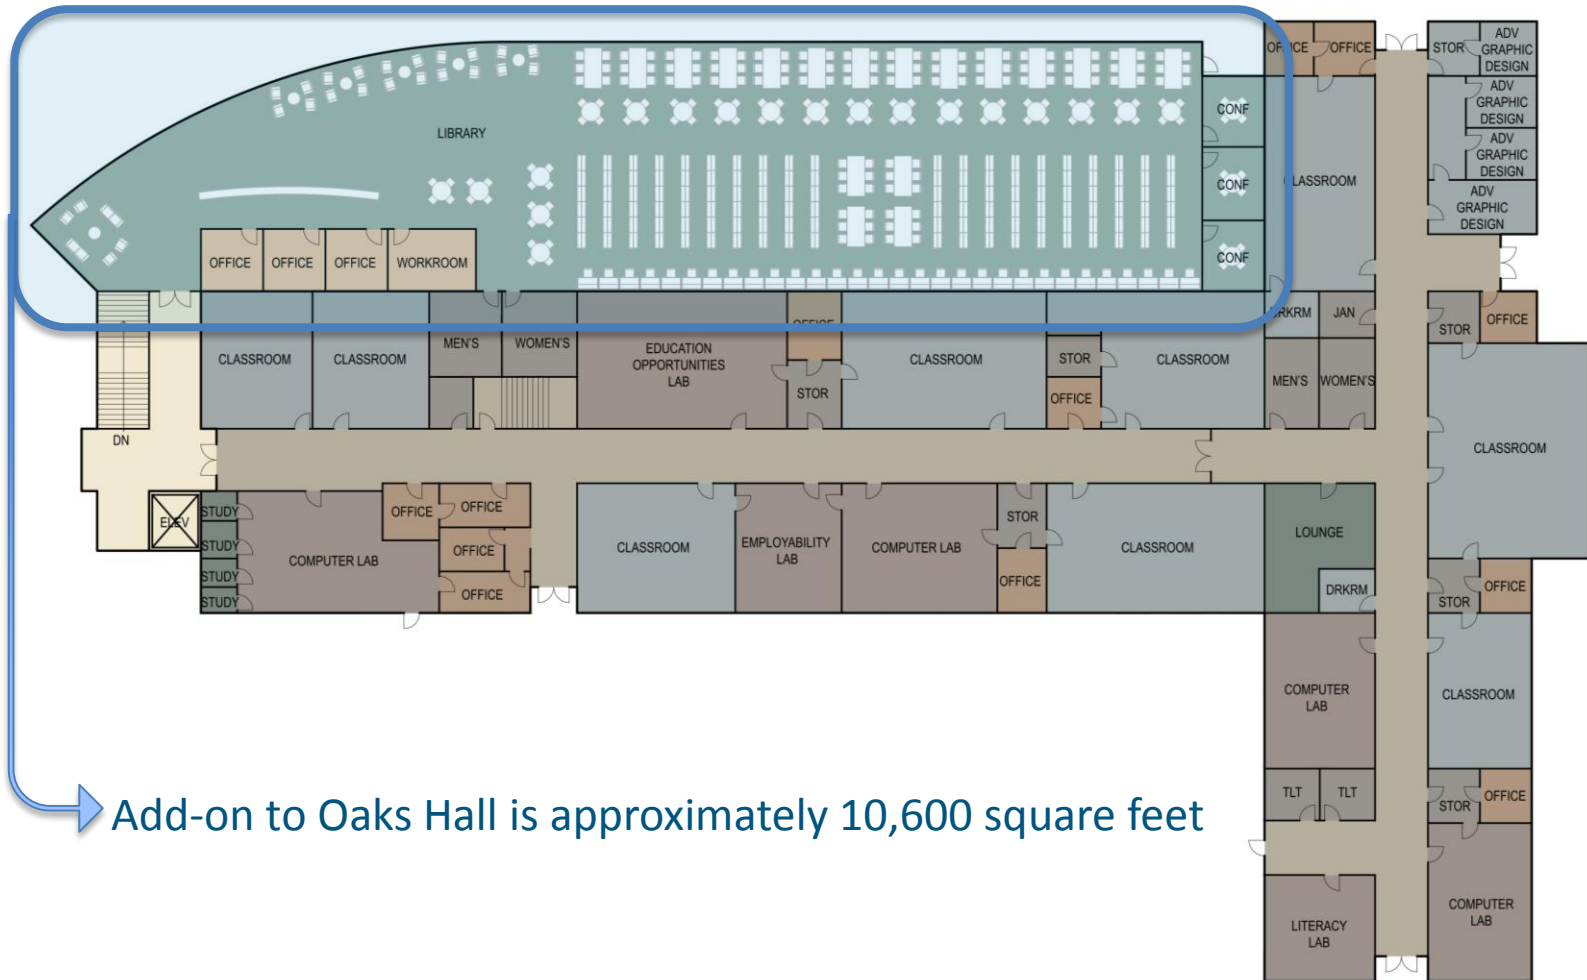 OFFICE
OFFICE
STOR
ADV
GRAPHIC
DESIGN
ADV
GRAPHIC
DESIGN
ADV
GRAPHIC
DESIGN
ADV
GRAPHIC
DESIGN
LIBRARY
CONF
CONF
CONF
CLASSROOM
OFFICE
OFFICE
OFFICE
WORKROOM
CLASSROOM
CLASSROOM
MEN'S
WOMEN'S
EDUCATION
OPPORTUNITIES
LAB
OFFICE
STOR
CLASSROOM
STOR
OFFICE
CLASSROOM
DRKRM
JAN
MEN'S
WOMEN'S
STOR
OFFICE
CLASSROOM
DN
ELEV
STUDY
STUDY
STUDY
STUDY
COMPUTER LAB
OFFICE
OFFICE
OFFICE
OFFICE
CLASSROOM
EMPLOYABILITY
LAB
COMPUTER LAB
STOR
OFFICE
CLASSROOM
LOUNGE
DRKRM
STOR
OFFICE
COMPUTER
LAB
CLASSROOM
TLT
TLT
STOR
OFFICE
COMPUTER
LAB
LITERACY
LAB
Add-on to Oaks Hall is approximately 10,600 square feet